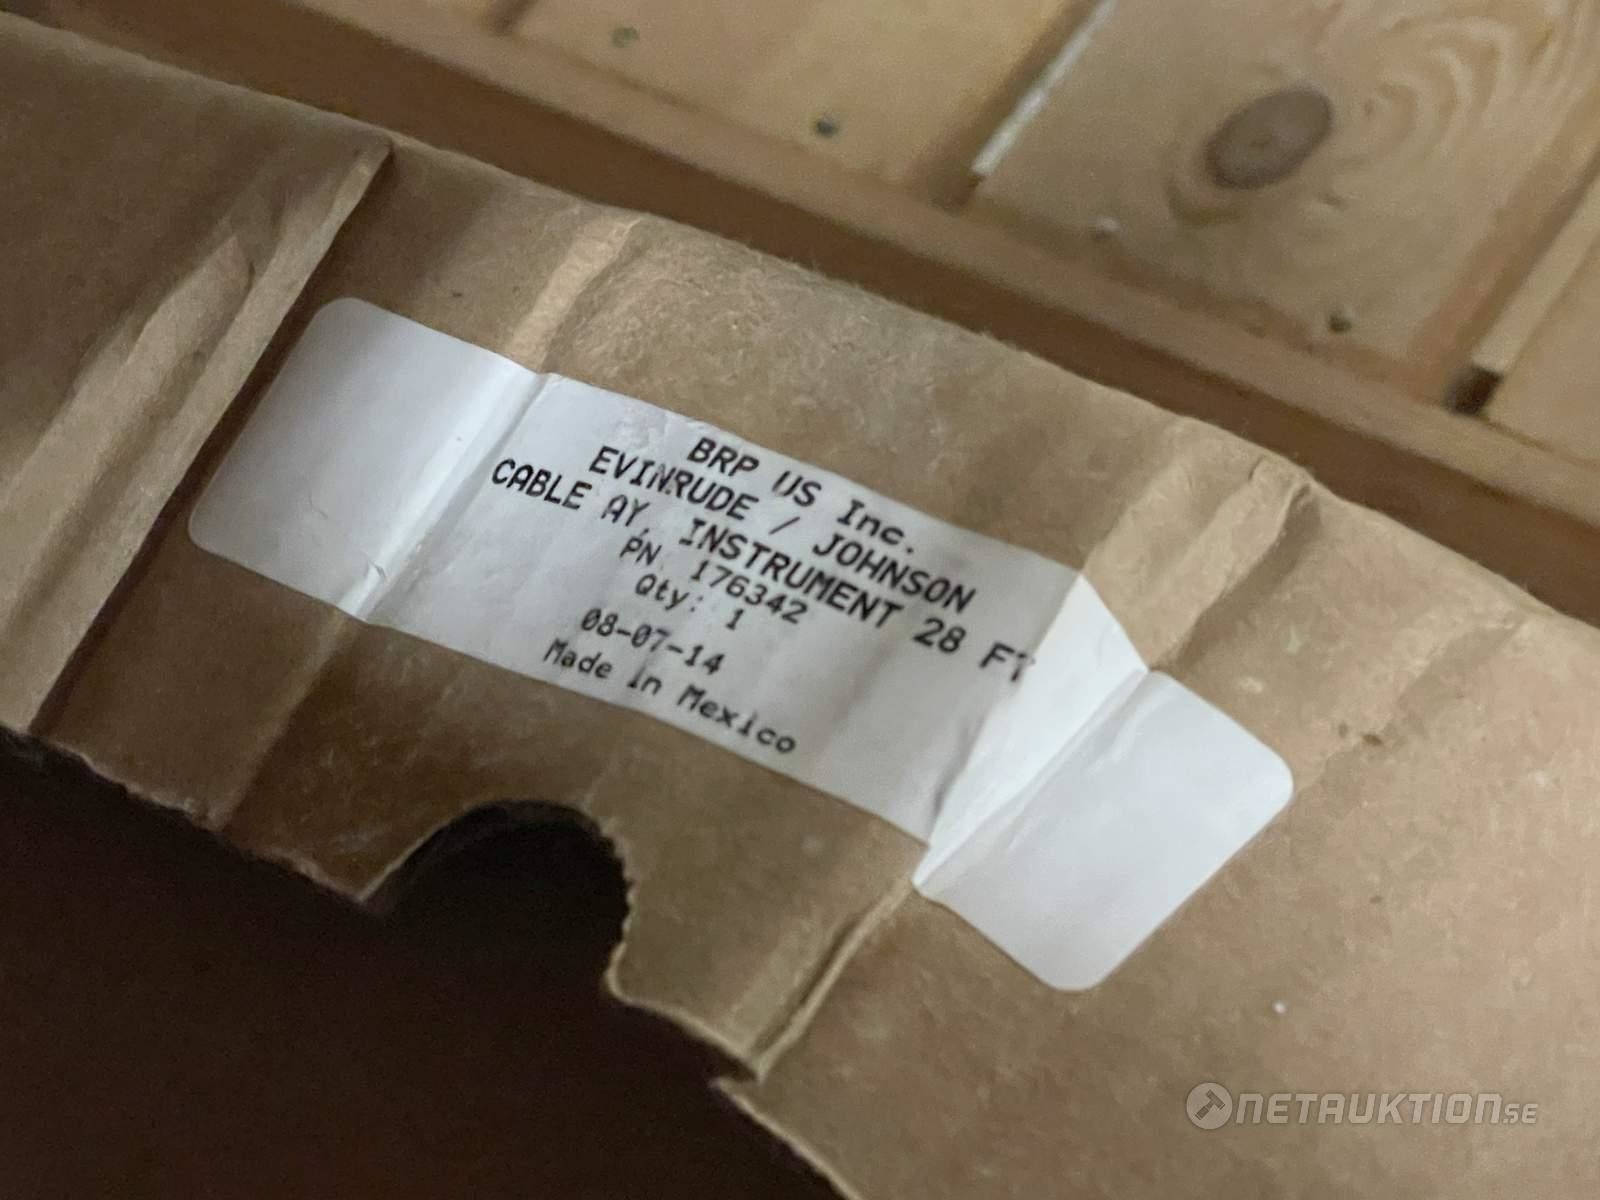 BRP US Inc.
EVINRUDE / JOHNSON
CABLE AY, INSTRUMENT 28 FT
PN 176342
Qty: 1
08-07-14
Made in Mexico
NETAUKTION.SE